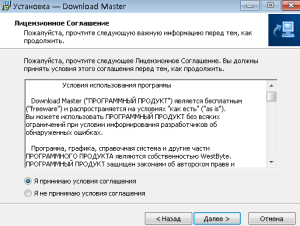 Установка — Download Master
Лицензионное Соглашение
Пожалуйста, прочтите следующую важную информацию перед тем, как
продолжить.
Пожалуйста, прочтите следующее Лицензионное Соглашение. Вы должны
принять условия этого соглашения перед тем, как продолжить.
Условия использования программы
Download Master ("ПРОГРАММНЫЙ ПРОДУКТ") является бесплатным
("freeware") и распространяется на условиях "как есть" ("as is").
Вы можете использовать ПРОГРАММНЫЙ ПРОДУКТ без всяких
ограничений при условии информирования разработчиков об
обнаруженных ошибках.
Программа, графика, справочная система и другие части
ПРОГРАММНОГО ПРОДУКТА являются собственностью WestByte.
ПРОГРАММНЫЙ ПРОДУКТ защищен законами об авторском праве и
Я принимаю условия соглашения
Я не принимаю условия соглашения
< Назад
Далее >
Отмена